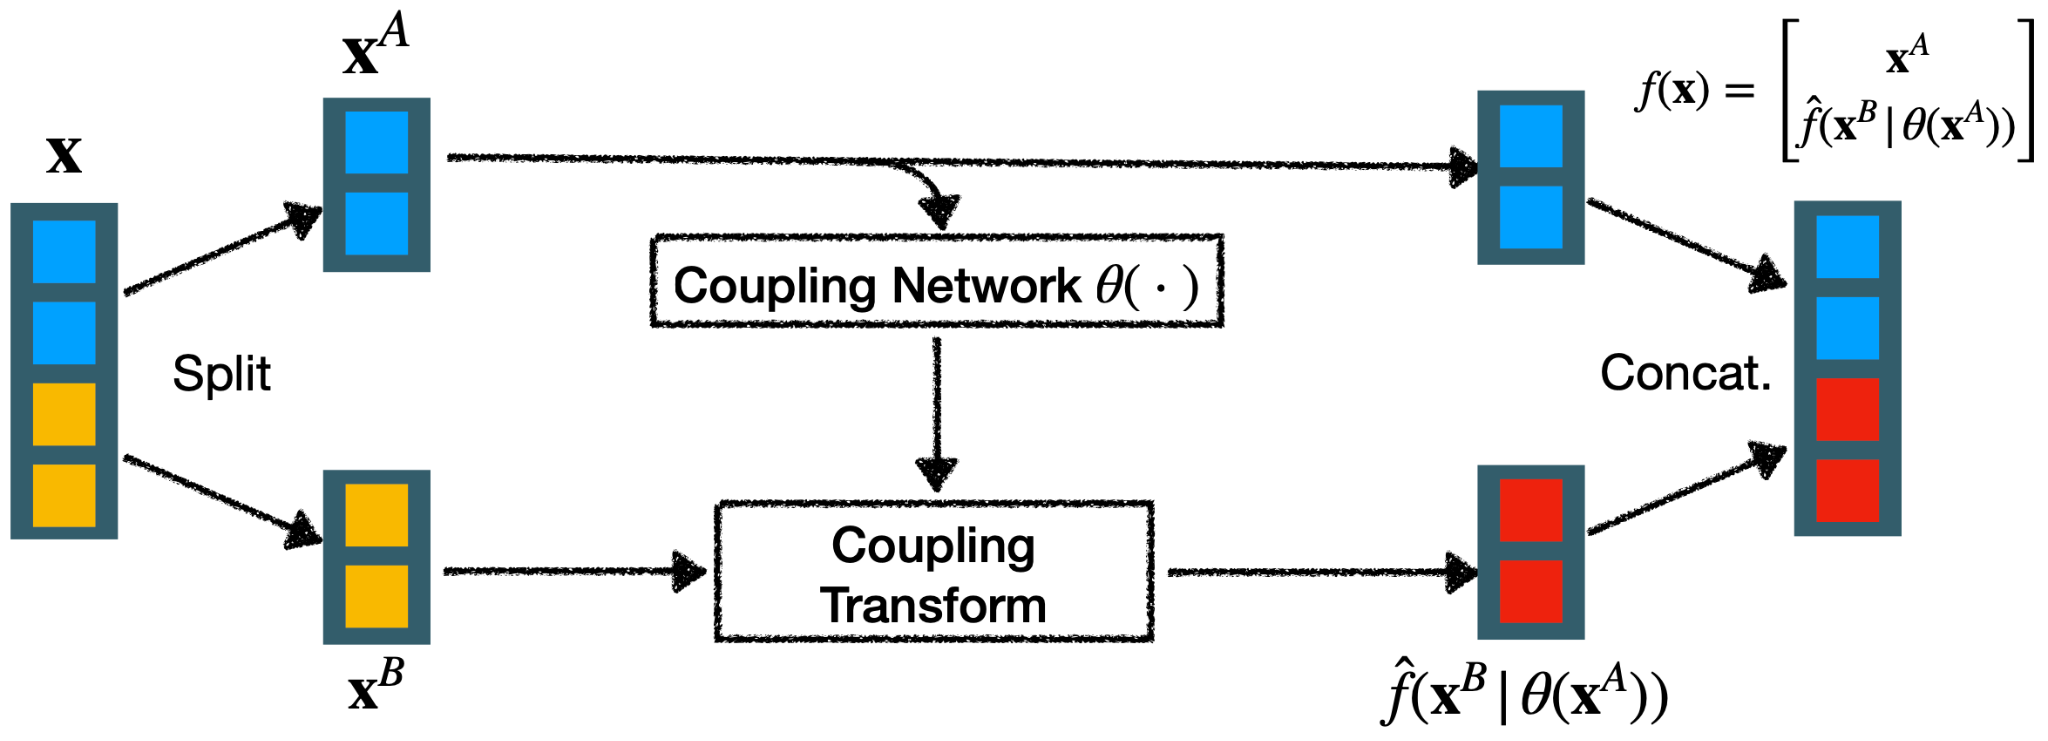 𝐱
𝐱^A
Split
𝐱^B
Coupling Network θ( · )
Coupling
Transform
f̂(𝐱^B | θ(𝐱^A))
Concat.
f(𝐱) = [ 𝐱^A
f̂(𝐱^B | θ(𝐱^A)) ]